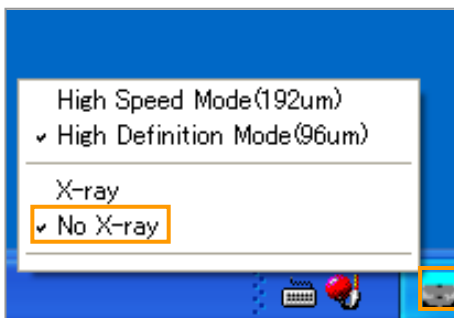 High Speed Mode(192um)
High Definition Mode(96um)
X-ray
No X-ray